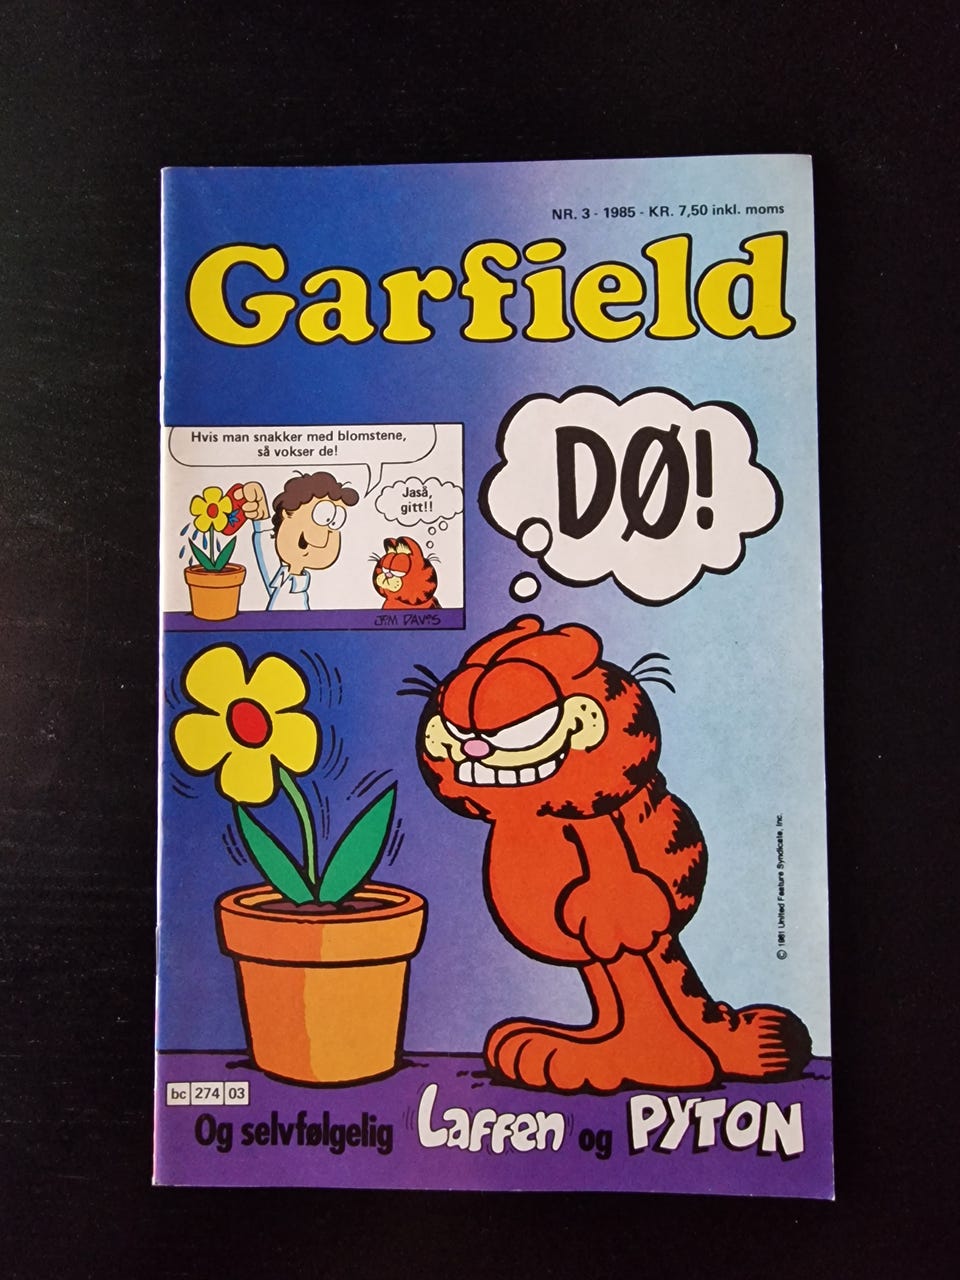 NR. 3 - 1985 - KR. 7,50 inkl. moms
Garfield
Hvis man snakker med blomstene,
så vokser de!
Jaså,
gitt!!
JIM DAVIS
DØ!
© 1981 United Feature Syndicate, Inc.
bc 274 03
Og selvfølgelig Laffen og PYTON